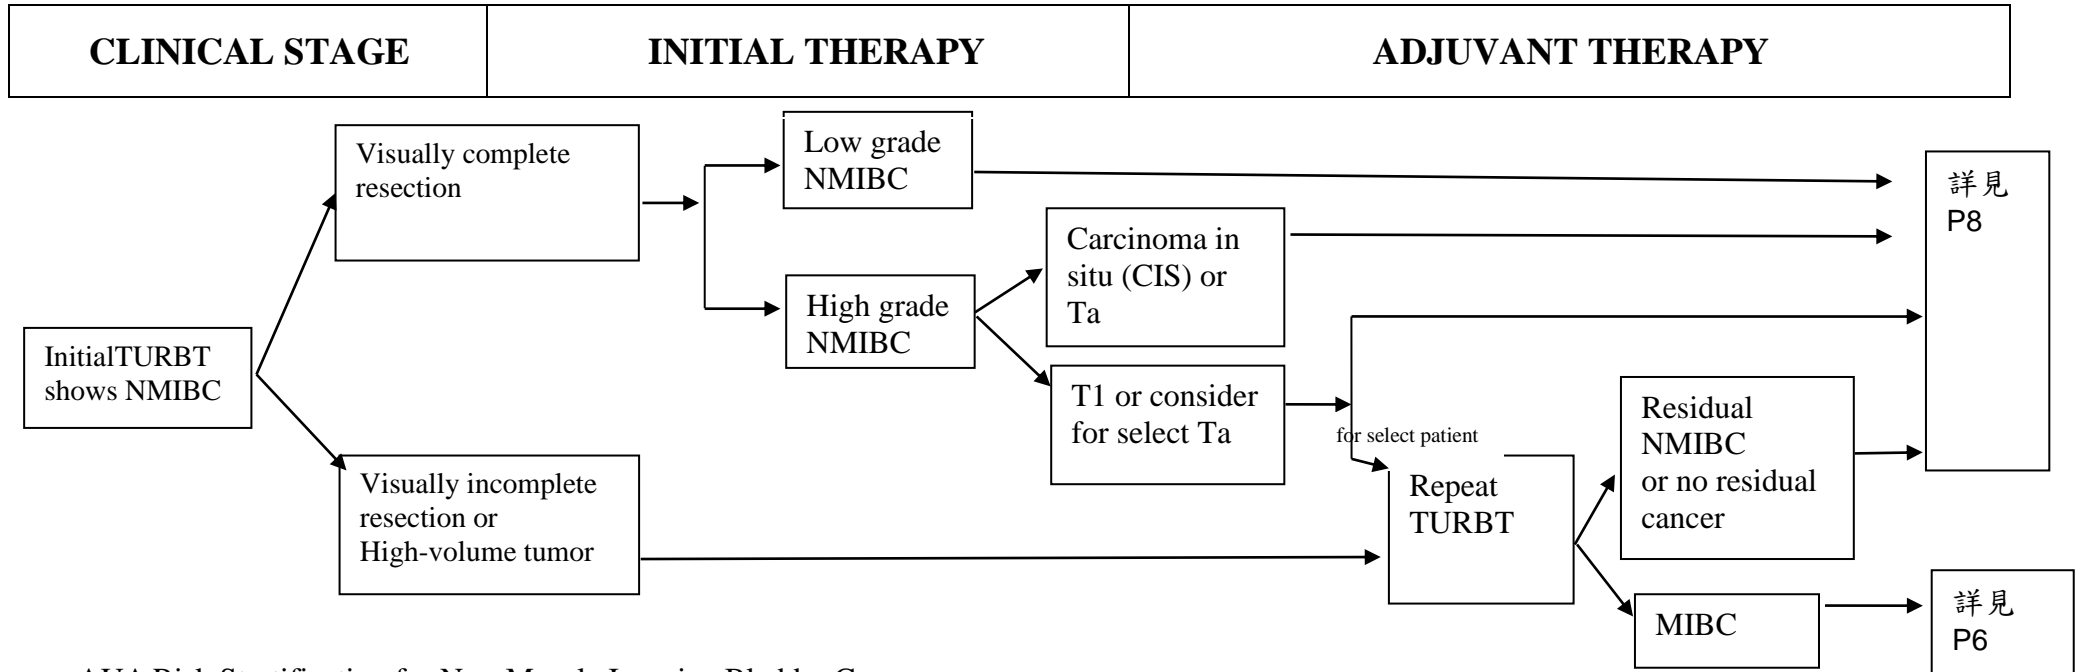 CLINICAL STAGE
INITIAL THERAPY
ADJUVANT THERAPY
Visually complete
resection
Low grade
NMIBC
詳見
P8
Carcinoma in
situ (CIS) or
Ta
High grade
NMIBC
InitialTURBT
shows NMIBC
T1 or consider
for select Ta
for select patient
Residual
NMIBC
or no residual
cancer
Visually incomplete
resection or
High-volume tumor
Repeat
TURBT
MIBC
詳見
P6